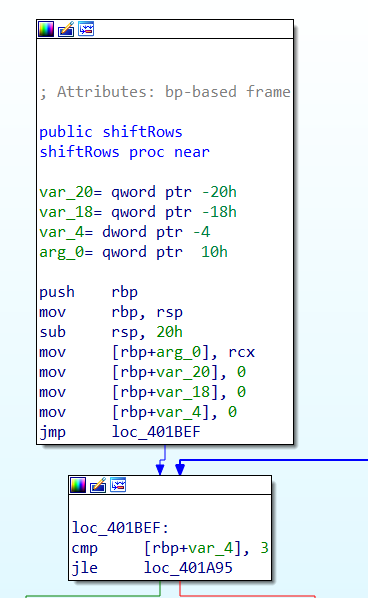 ; Attributes: bp-based frame
public shiftRows
shiftRows proc near
var_20= qword ptr -20h
var_18= qword ptr -18h
var_4= dword ptr -4
arg_0= qword ptr  10h
push    rbp
mov     rbp, rsp
sub     rsp, 20h
mov     [rbp+arg_0], rcx
mov     [rbp+var_20], 0
mov     [rbp+var_18], 0
mov     [rbp+var_4], 0
jmp     loc_401BEF
loc_401BEF:
cmp     [rbp+var_4], 3
jle     loc_401A95